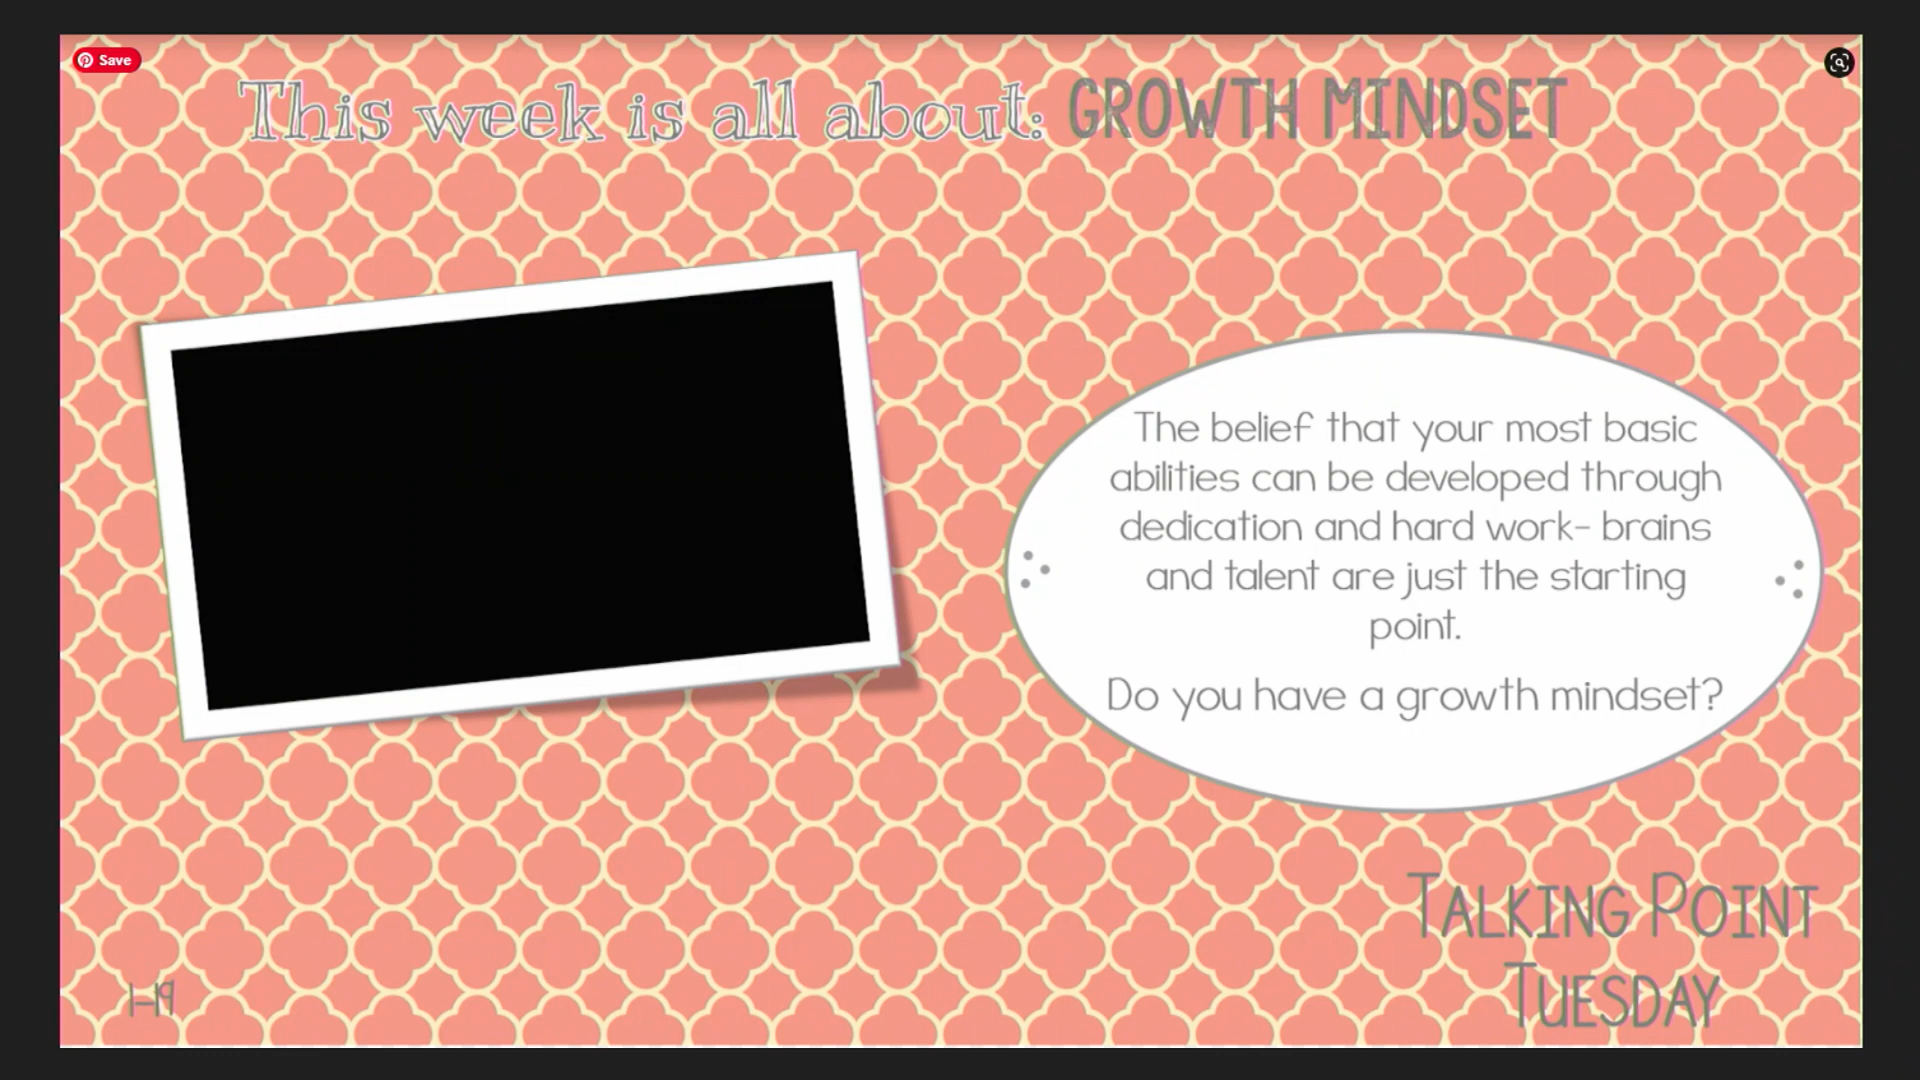 Save
This week is all about: GROWTH MINDSET
The belief that your most basic
abilities can be developed through
dedication and hard work- brains
and talent are just the starting
point.
Do you have a growth mindset?
TALKING POINT
TUESDAY
1-19